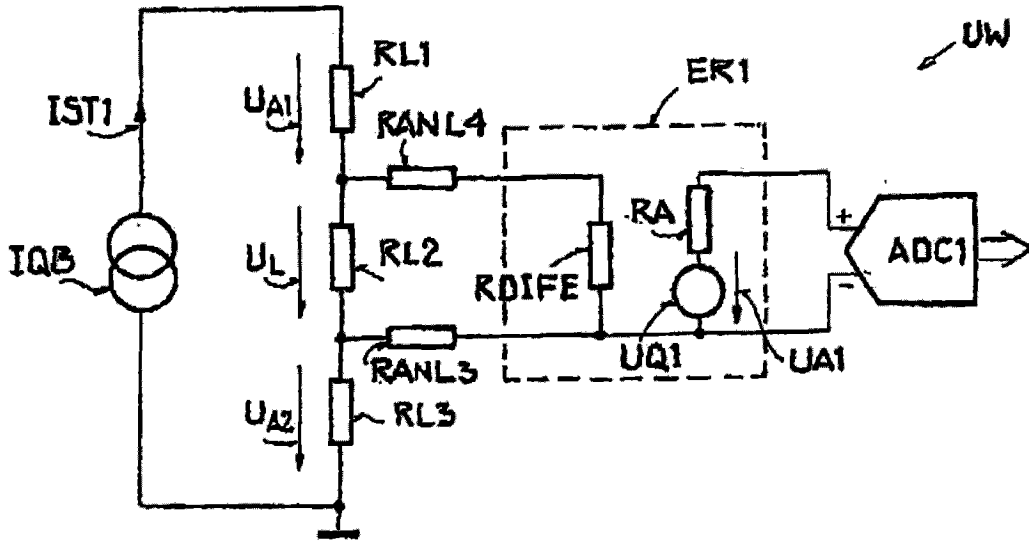 UW
RL1
ER1
IST1
UA1
RANL4
RA
+
ADC1
IQB
UL
RL2
RDIFE
-
UQ1
UA1
RANL3
UA2
RL3